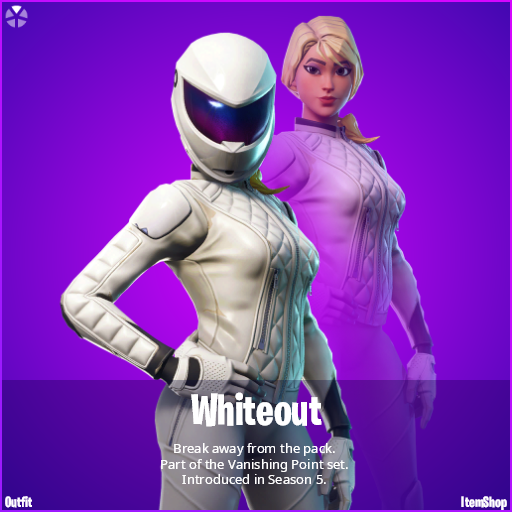 Whiteout
Break away from the pack.
Part of the Vanishing Point set.
Introduced in Season 5.
Outfit
ItemShop